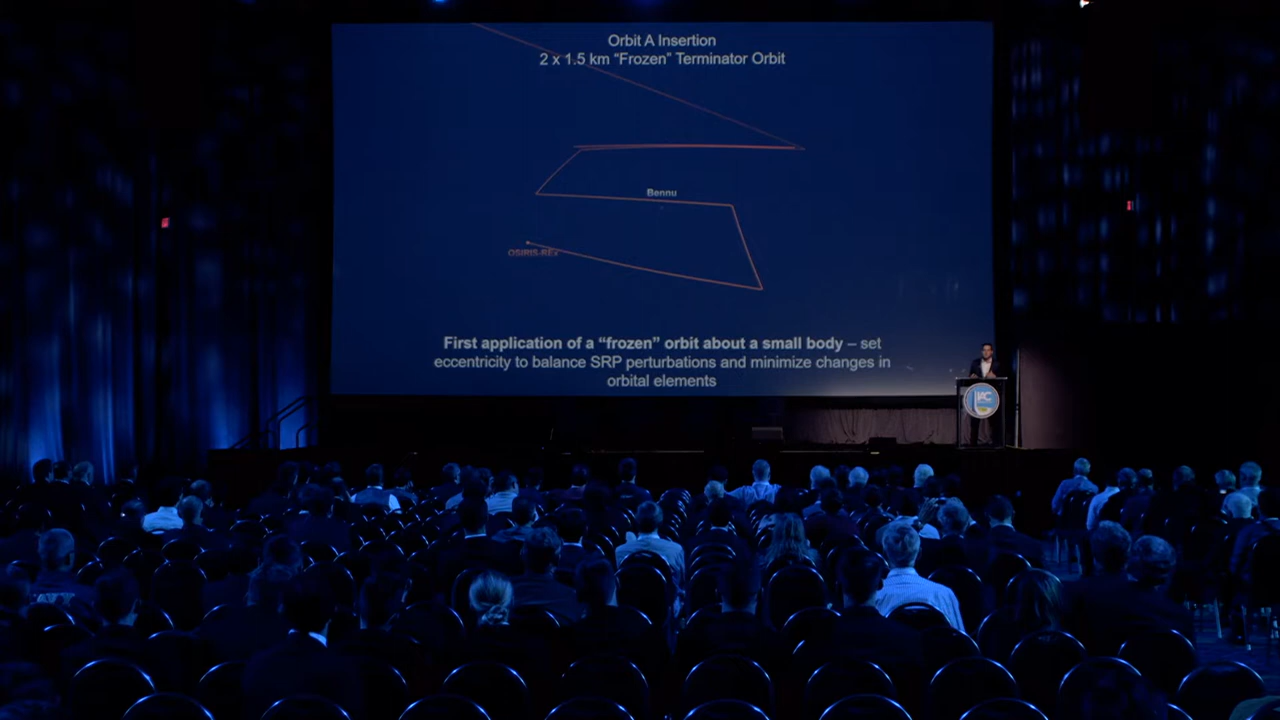 Orbit A Insertion
2 x 1.5 km “Frozen” Terminator Orbit
Bennu
OSIRIS-REx
First application of a “frozen” orbit about a small body – set
eccentricity to balance SRP perturbations and minimize changes in
orbital elements
IAC